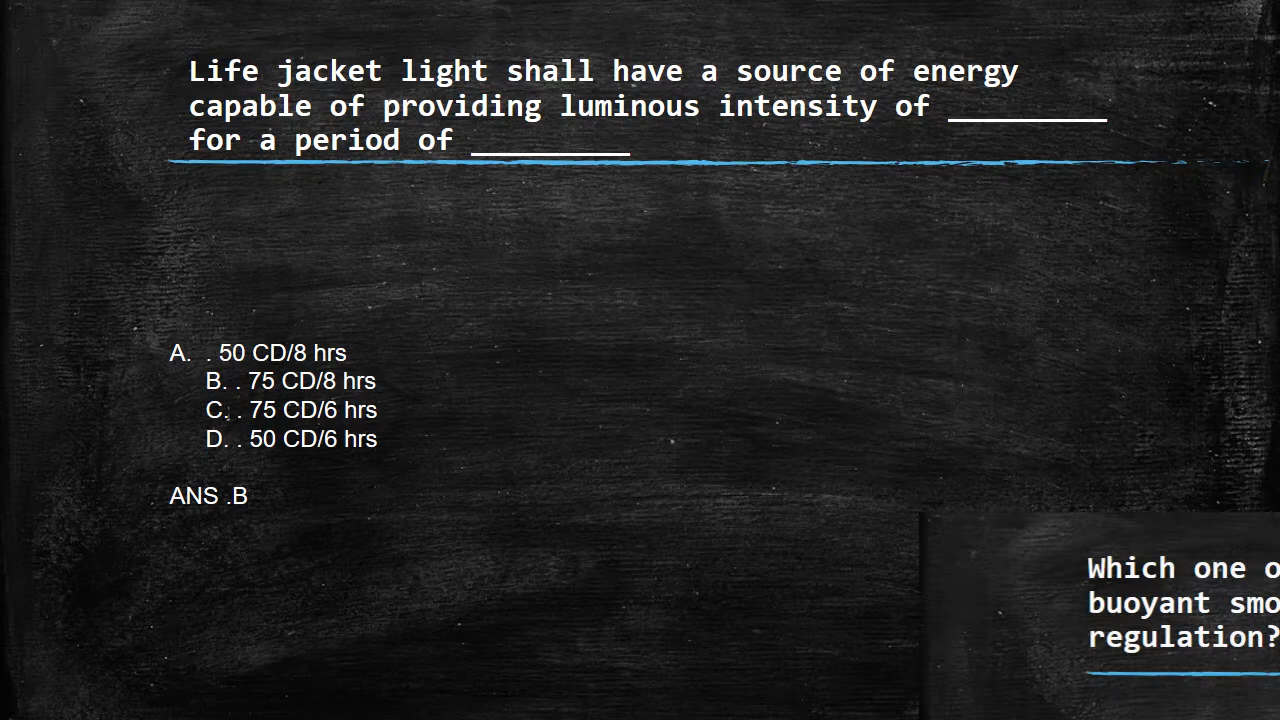 Life jacket light shall have a source of energy
capable of providing luminous intensity of _________
for a period of _________
A. . 50 CD/8 hrs
B. . 75 CD/8 hrs
C. . 75 CD/6 hrs
D. . 50 CD/6 hrs
ANS .B
Which one o
buoyant smo
regulation?